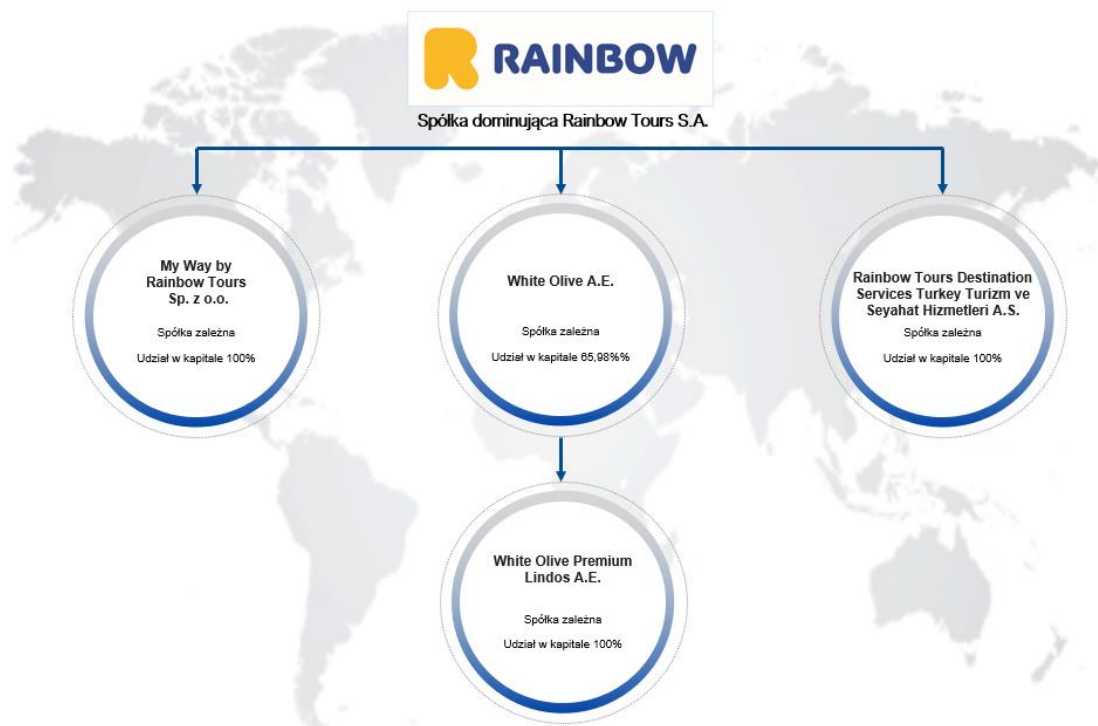 RAINBOW
Spółka dominująca Rainbow Tours S.A.
My Way by
Rainbow Tours
Sp. z o.o.
Spółka zależna
Udział w kapitale 100%
White Olive A.E.
Spółka zależna
Udział w kapitale 65,98%%
Rainbow Tours Destination
Services Turkey Turizm ve
Seyahat Hizmetleri A.S.
Spółka zależna
Udział w kapitale 100%
White Olive Premium
Lindos A.E.
Spółka zależna
Udział w kapitale 100%